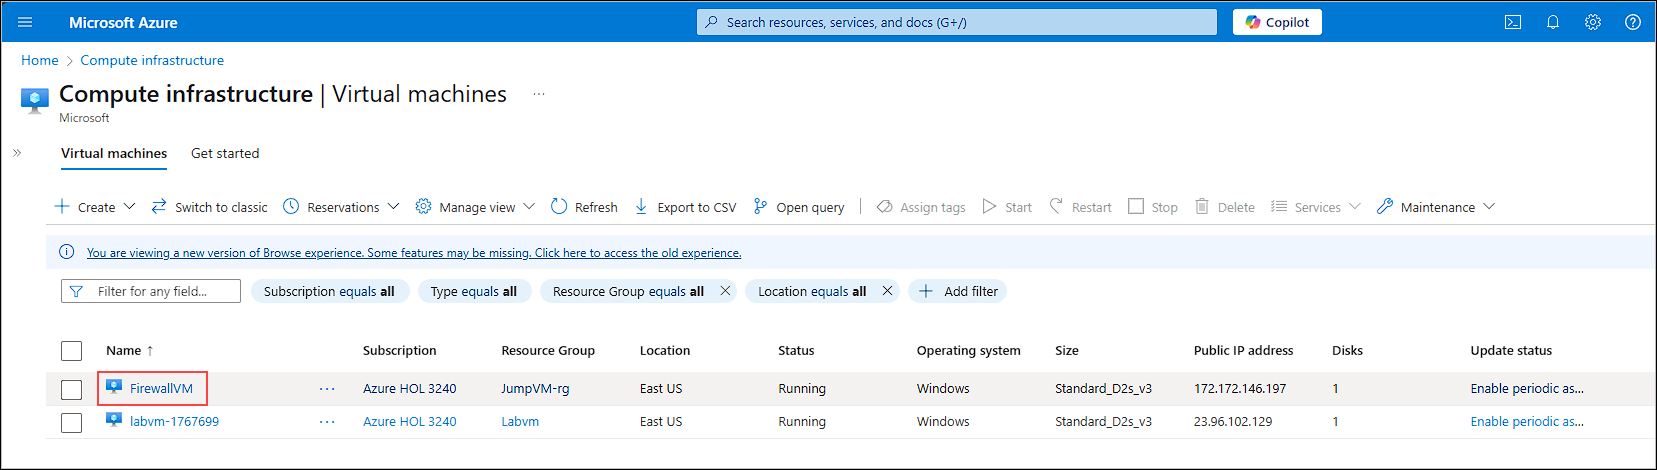 Microsoft Azure
Search resources, services, and docs (G+/)
Copilot
Home > Compute infrastructure
Compute infrastructure | Virtual machines ...
Microsoft
Virtual machines Get started
Create Switch to classic Reservations Manage view Refresh Export to CSV Open query Assign tags Start Restart Stop Delete Services Maintenance
You are viewing a new version of Browse experience. Some features may be missing. Click here to access the old experience.
Filter for any field... Subscription equals all Type equals all Resource Group equals all Location equals all Add filter
Name ↑ Subscription Resource Group Location Status Operating system Size Public IP address Disks Update status
FirewallVM ... Azure HOL 3240 JumpVM-rg East US Running Windows Standard_D2s_v3 172.172.146.197 1 Enable periodic as...
labvm-1767699 ... Azure HOL 3240 Labvm East US Running Windows Standard_D2s_v3 23.96.102.129 1 Enable periodic as...